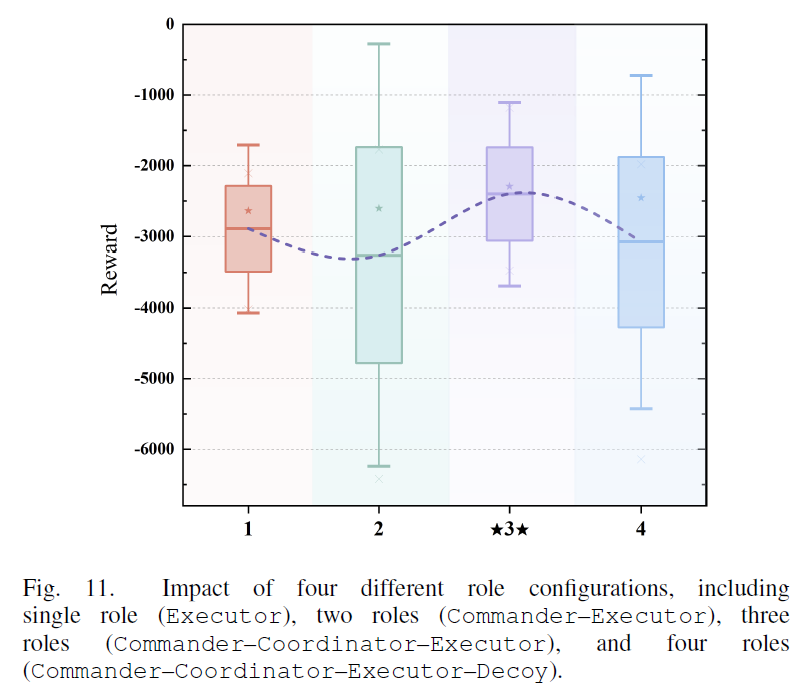 0
-1000
-2000
-3000
-4000
-5000
-6000
Reward
1 2 ★3★ 4
Fig. 11. Impact of four different role configurations, including
single role (Executor), two roles (Commander–Executor), three
roles (Commander–Coordinator–Executor), and four roles
(Commander–Coordinator–Executor–Decoy).